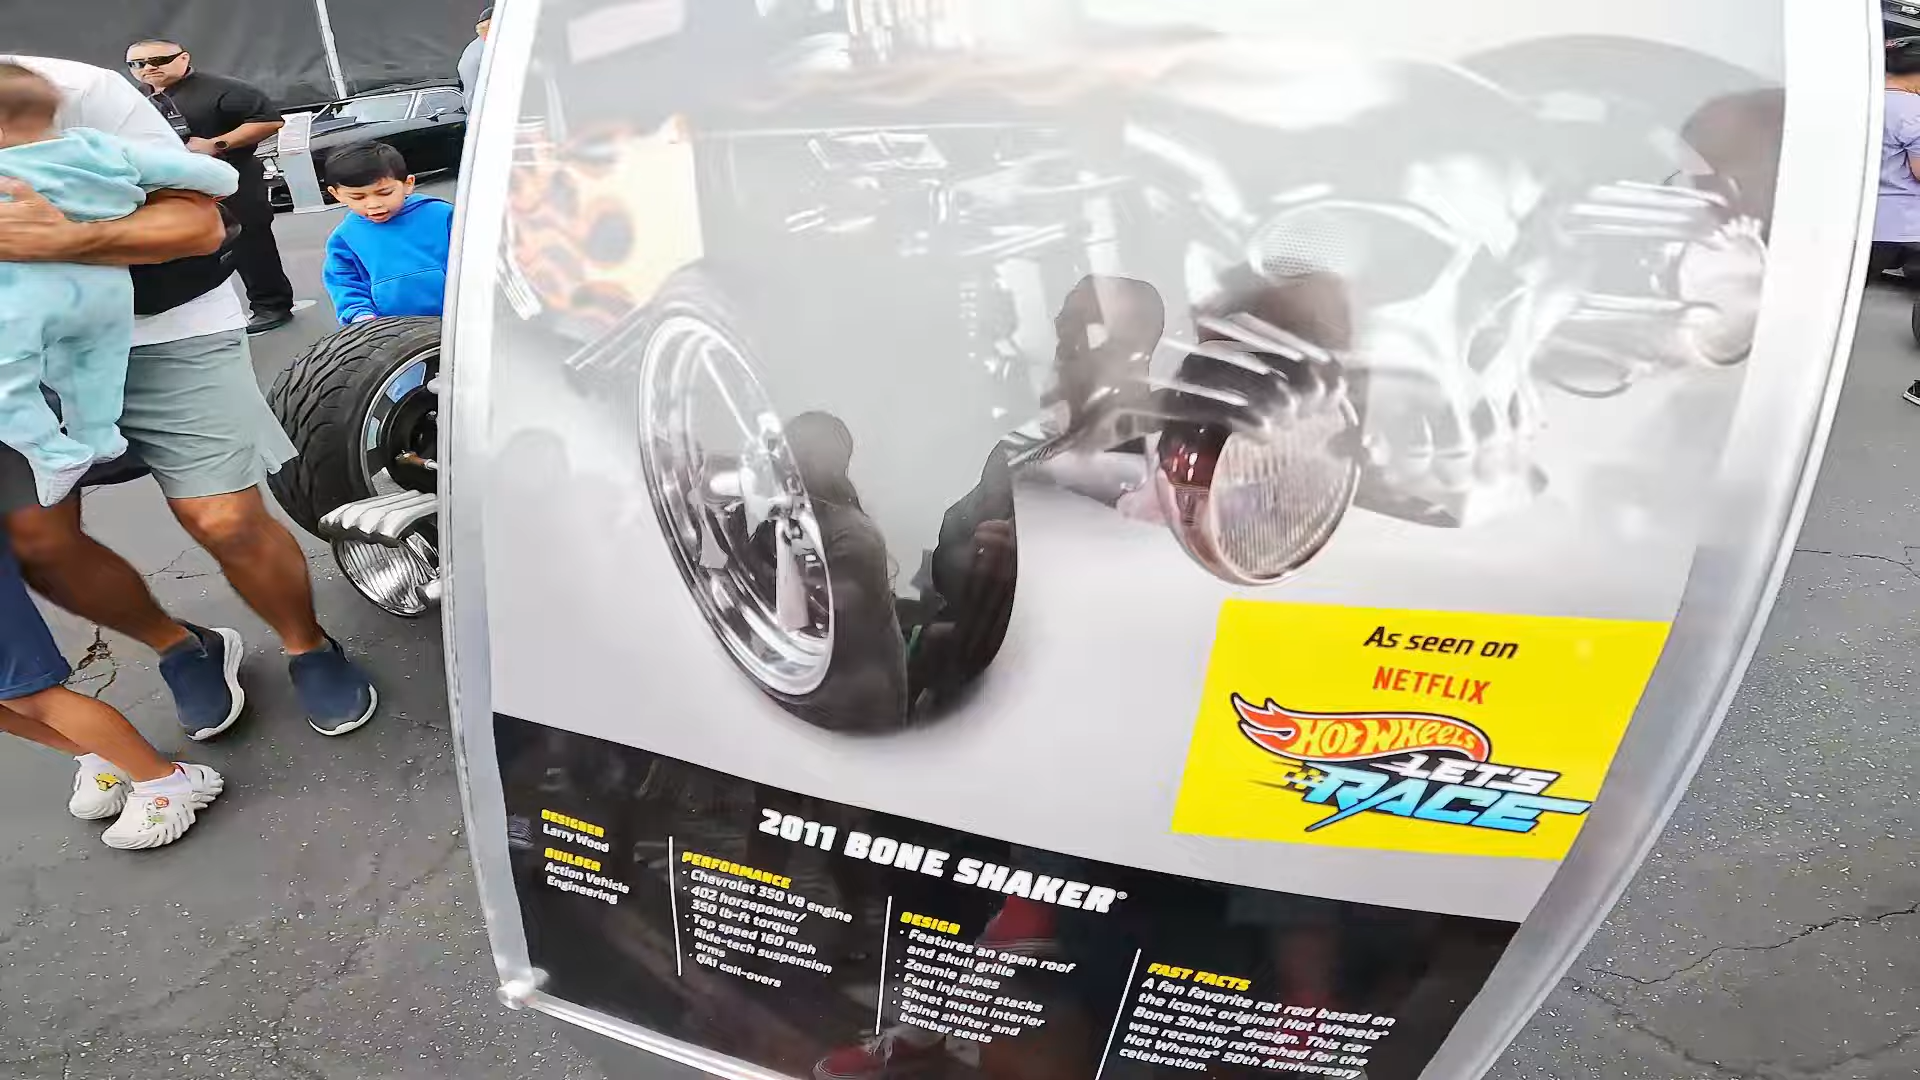 As seen on
NETFLIX
HOT WHEELS
LET'S
RACE
2011 BONE SHAKER®
DESIGNER
Larry Wood
BUILDER
Action Vehicle
Engineering
PERFORMANCE
• Chevrolet 350 V8 engine
• 402 horsepower/
350 lb-ft torque
• Top speed 160 mph
• Ride-tech suspension
arms
• QA1 coil-overs
DESIGN
• Features an open roof
and skull grille
• Zoomie pipes
• Fuel injector stacks
• Sheet metal interior
• Spine shifter and
bomber seats
FAST FACTS
A fan favorite rat rod based on
the iconic original Hot Wheels®
Bone Shaker® design. This car
was recently refreshed for the
Hot Wheels® 50th Anniversary
celebration.